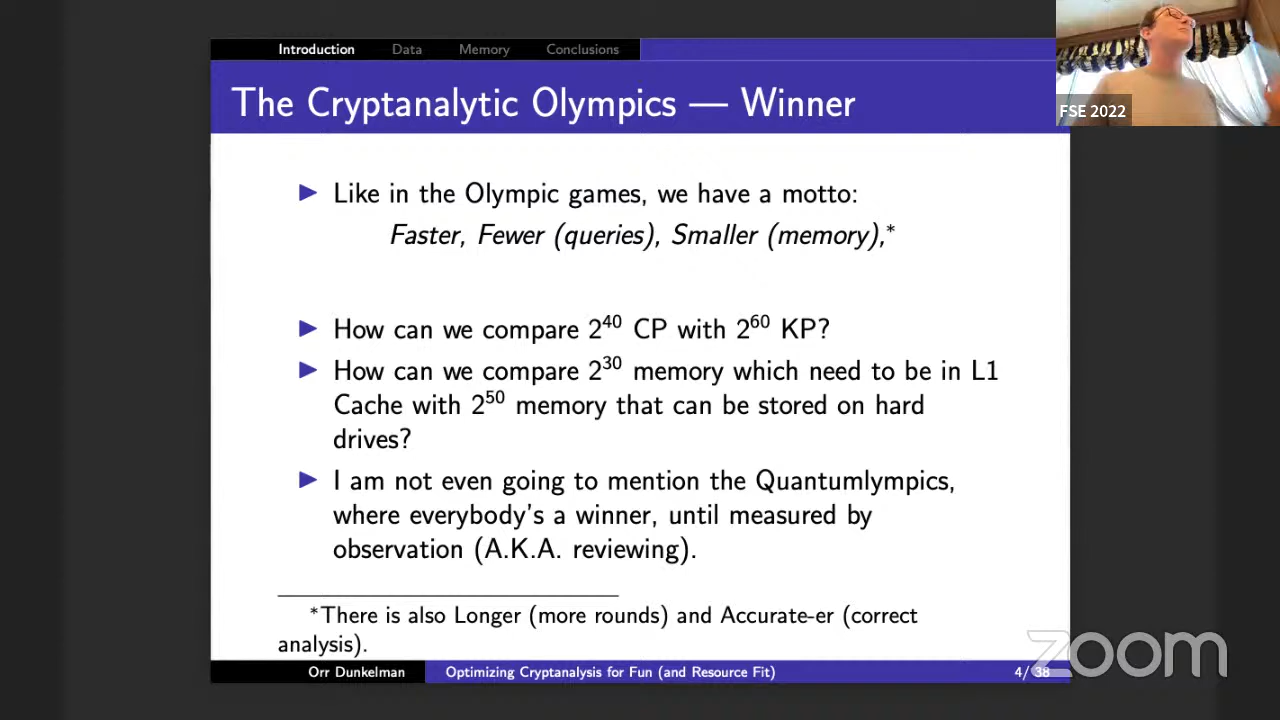 Introduction Data Memory Conclusions
The Cryptanalytic Olympics — Winner
FSE 2022
▶ Like in the Olympic games, we have a motto:
Faster, Fewer (queries), Smaller (memory),*
▶ How can we compare 2^40 CP with 2^60 KP?
▶ How can we compare 2^30 memory which need to be in L1
Cache with 2^50 memory that can be stored on hard
drives?
▶ I am not even going to mention the Quantumlympics,
where everybody's a winner, until measured by
observation (A.K.A. reviewing).
*There is also Longer (more rounds) and Accurate-er (correct
analysis).
Orr Dunkelman Optimizing Cryptanalysis for Fun (and Resource Fit) 4/38
zoom